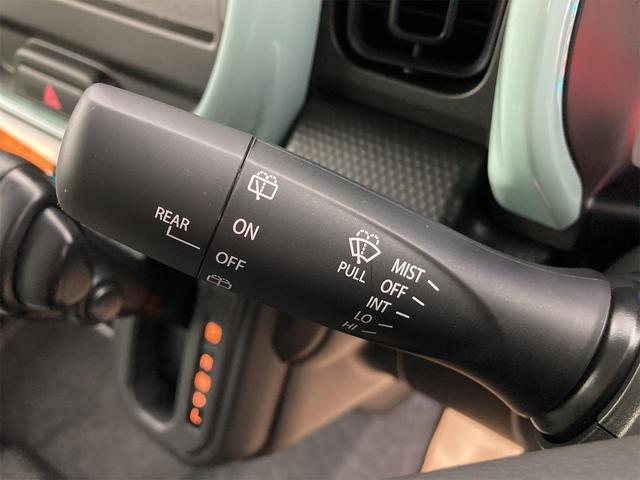 REAR
ON
OFF
PULL
MIST
OFF
INT
LO
HI